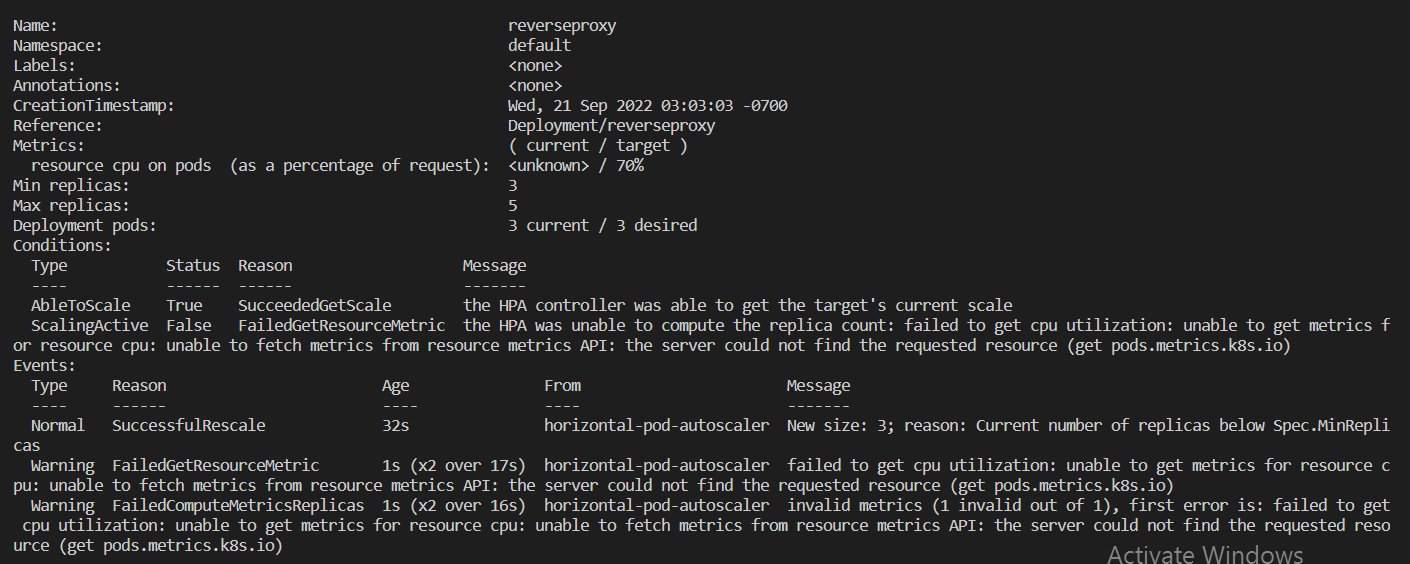 Name: reverseproxy
Namespace: default
Labels: <none>
Annotations: <none>
CreationTimestamp: Wed, 21 Sep 2022 03:03:03 -0700
Reference: Deployment/reverseproxy
Metrics: ( current / target )
  resource cpu on pods  (as a percentage of request):  <unknown> / 70%
Min replicas: 3
Max replicas: 5
Deployment pods: 3 current / 3 desired
Conditions:
  Type           Status  Reason                   Message
  ----           ------  ------                   -------
  AbleToScale    True    SucceededGetScale        the HPA controller was able to get the target's current scale
  ScalingActive  False   FailedGetResourceMetric  the HPA was unable to compute the replica count: failed to get cpu utilization: unable to get metrics f
or resource cpu: unable to fetch metrics from resource metrics API: the server could not find the requested resource (get pods.metrics.k8s.io)
Events:
  Type     Reason                        Age               From                       Message
  ----     ------                        ----              ----                       -------
  Normal   SuccessfulRescale             32s               horizontal-pod-autoscaler  New size: 3; reason: Current number of replicas below Spec.MinRepli
cas
  Warning  FailedGetResourceMetric       1s (x2 over 17s)  horizontal-pod-autoscaler  failed to get cpu utilization: unable to get metrics for resource c
pu: unable to fetch metrics from resource metrics API: the server could not find the requested resource (get pods.metrics.k8s.io)
  Warning  FailedComputeMetricsReplicas  1s (x2 over 16s)  horizontal-pod-autoscaler  invalid metrics (1 invalid out of 1), first error is: failed to get
 cpu utilization: unable to get metrics for resource cpu: unable to fetch metrics from resource metrics API: the server could not find the requested reso
urce (get pods.metrics.k8s.io)
Activate Windows